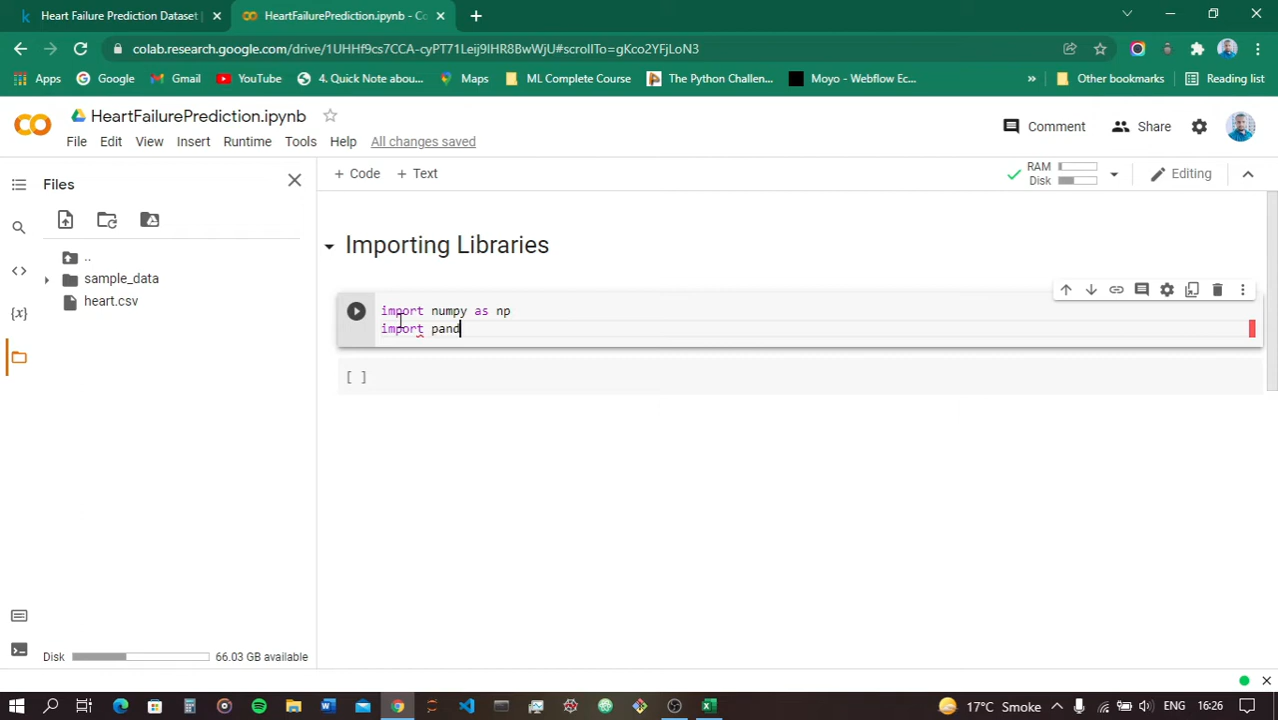 Heart Failure Prediction Dataset |
HeartFailurePrediction.ipynb - Co
colab.research.google.com/drive/1UHHf9cs7CCA-cyPT71Leij9IHR8BwWjU#scrollTo=gKco2YFjLoN3
Apps
Google
Gmail
YouTube
4. Quick Note abou...
Maps
ML Complete Course
The Python Challen...
Moyo - Webflow Ec...
»
Other bookmarks
Reading list
HeartFailurePrediction.ipynb
Comment
Share
File Edit View Insert Runtime Tools Help All changes saved
Files
+ Code + Text
RAM
Disk
Editing
..
sample_data
heart.csv
Importing Libraries
import numpy as np
import pand
[ ]
Disk 66.03 GB available
17°C Smoke
ENG
16:26